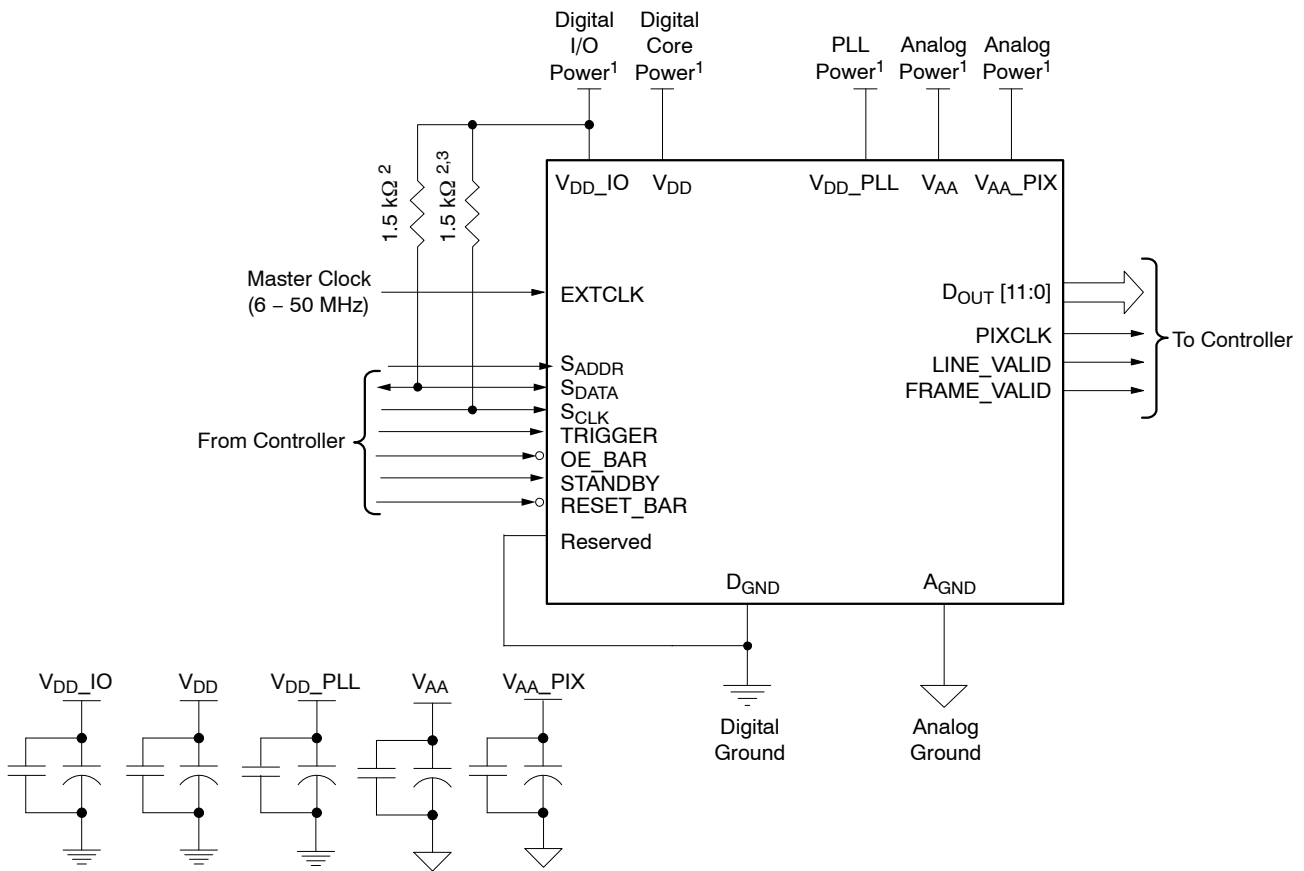 Digital
I/O
Power1
Digital
Core
Power1
PLL
Power1
Analog
Power1
Analog
Power1
1.5 kΩ 2
1.5 kΩ 2,3
VDD_IO
VDD
VDD_PLL
VAA
VAA_PIX
Master Clock
(6 – 50 MHz)
EXTCLK
SADDR
SDATA
SCLK
TRIGGER
OE_BAR
STANDBY
RESET_BAR
Reserved
From Controller
DOUT [11:0]
PIXCLK
LINE_VALID
FRAME_VALID
To Controller
DGND
AGND
Digital
Ground
Analog
Ground
VDD_IO
VDD
VDD_PLL
VAA
VAA_PIX